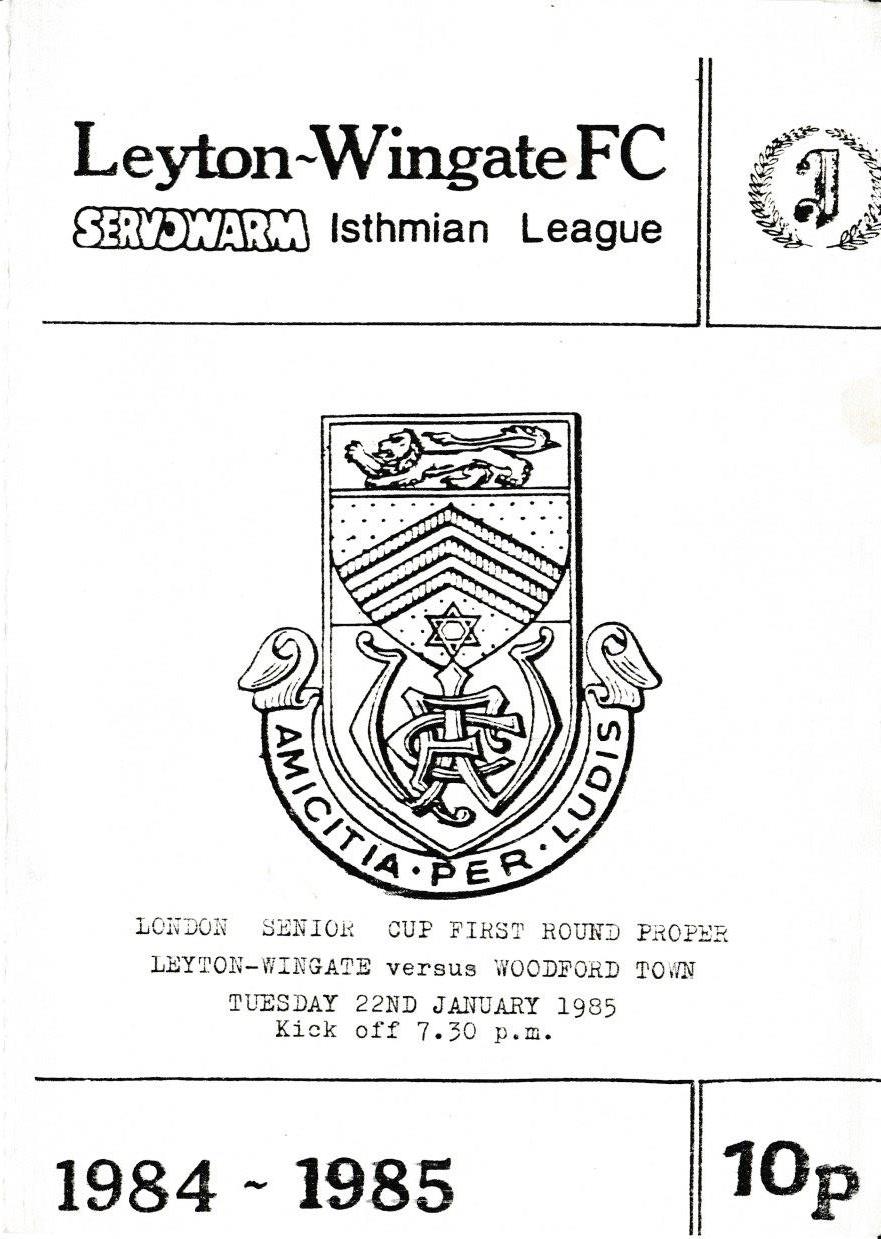 Leyton~Wingate FC
SERVOWARM Isthmian League
I
AMICITIA · PER · LUDIS
LONDON SENIOR CUP FIRST ROUND PROPER
LEYTON-WINGATE versus WOODFORD TOWN
TUESDAY 22ND JANUARY 1985
Kick off 7.30 p.m.
1984 ~ 1985
10p